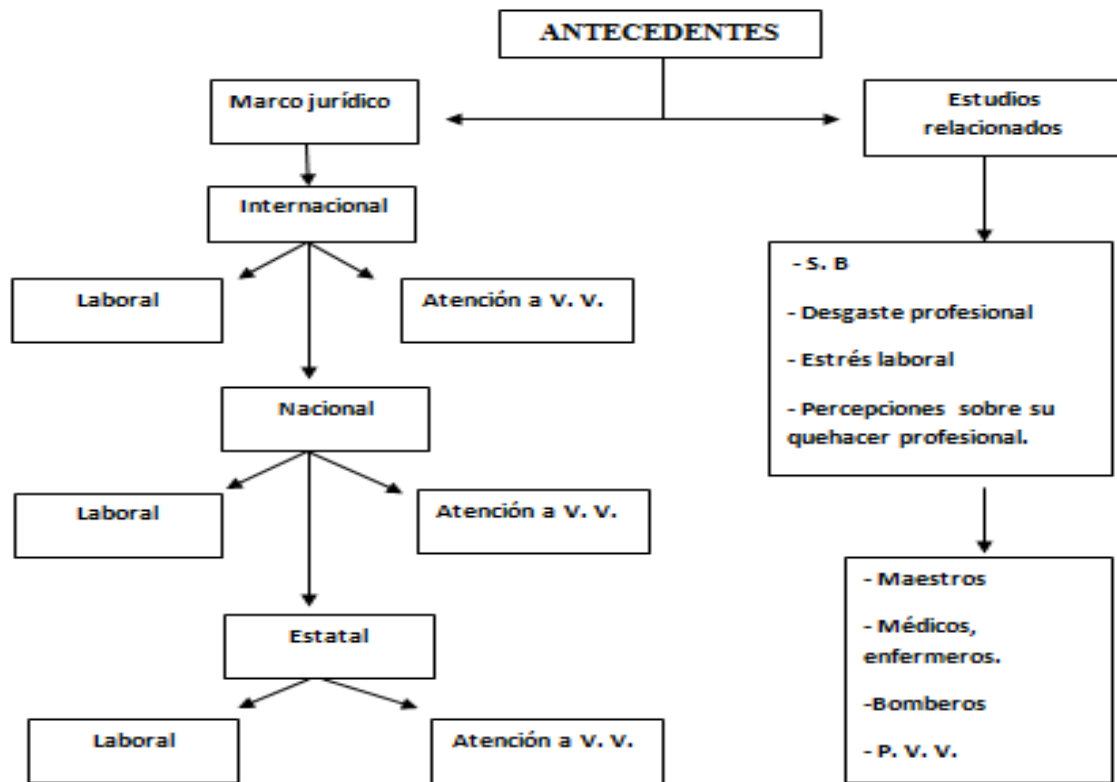 ANTECEDENTES
Marco jurídico
Estudios
relacionados
Internacional
Laboral
Atención a V. V.
- S. B
- Desgaste profesional
- Estrés laboral
- Percepciones sobre su
quehacer profesional.
Nacional
Laboral
Atención a V. V.
- Maestros
- Médicos,
enfermeros.
-Bomberos
- P. V. V.
Estatal
Laboral
Atención a V. V.